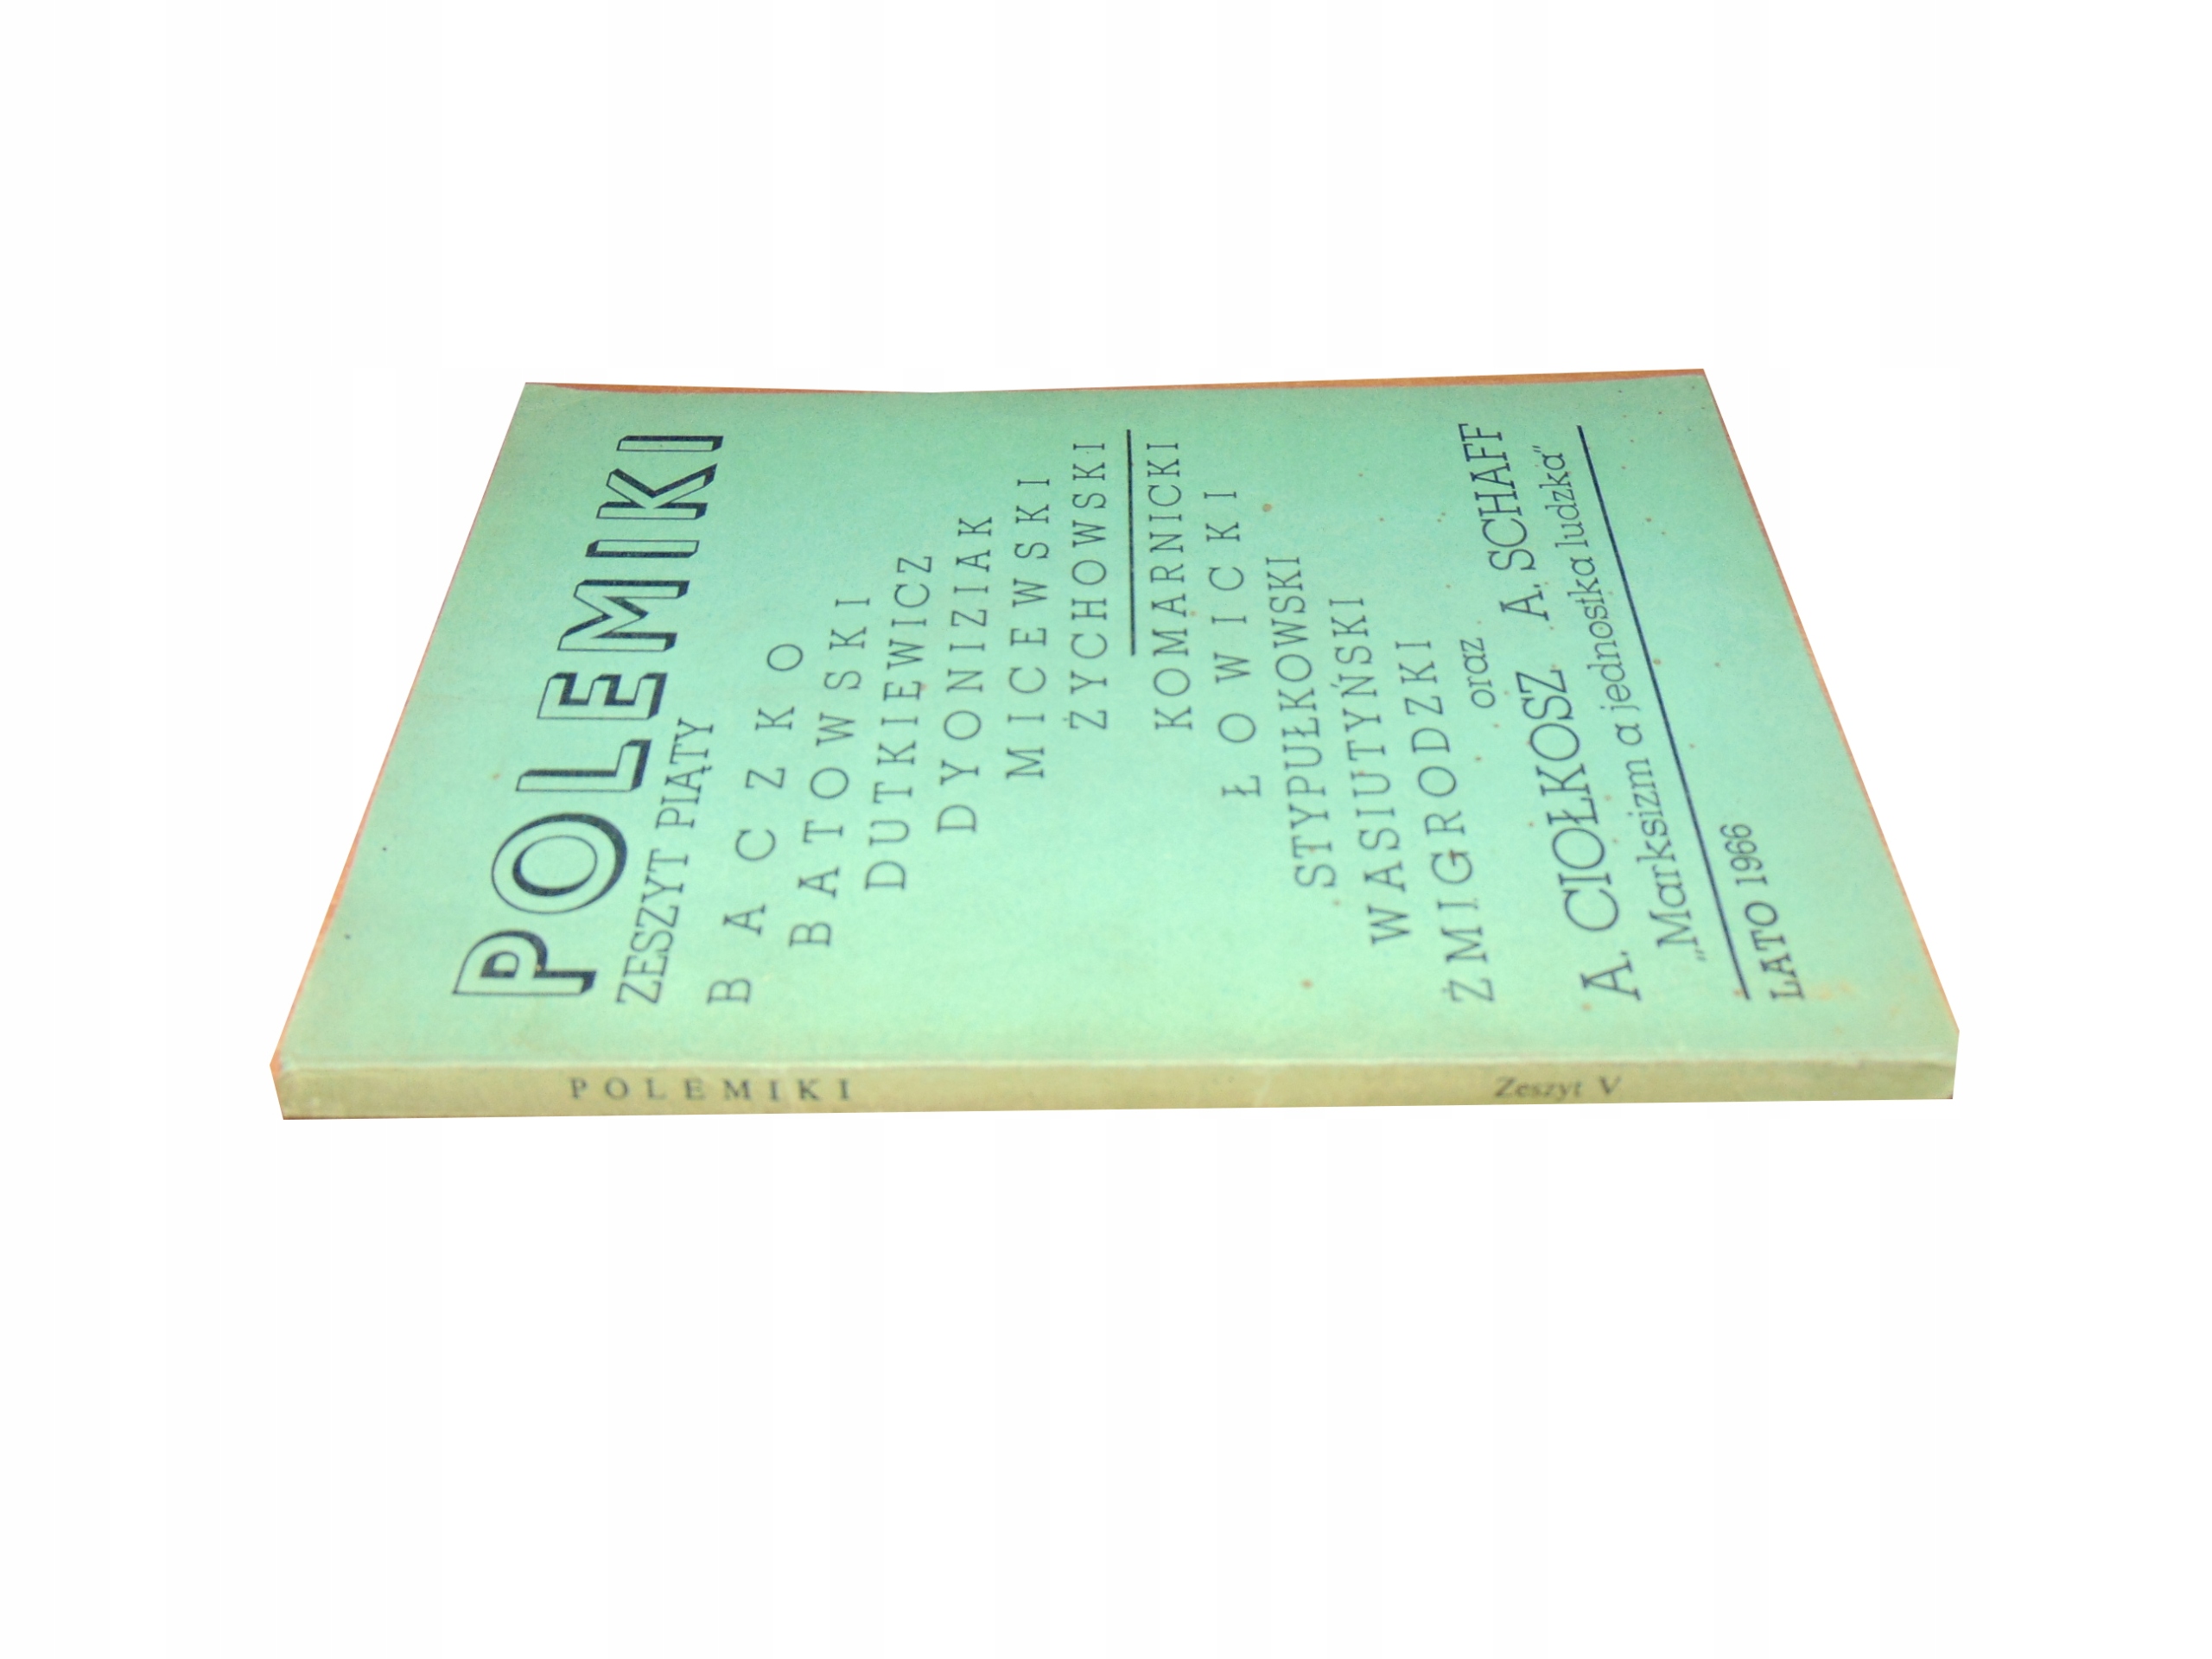 POLEMIKI
ZESZYT PIĄTY
BACZKO
BATOWSKI
DUTKIEWICZ
DYONIZIAK
MICEWSKI
ŻYCHOWSKI
KOMARNICKI
ŁOWICKI
STYPUŁKOWSKI
WASIUTYŃSKI
ŻMIGRODZKI
oraz
A. CIOŁKOSZ A. SCHAFF
„Marksizm a jednostka ludzka”
LATO 1966
POLEMIKI Zeszyt V